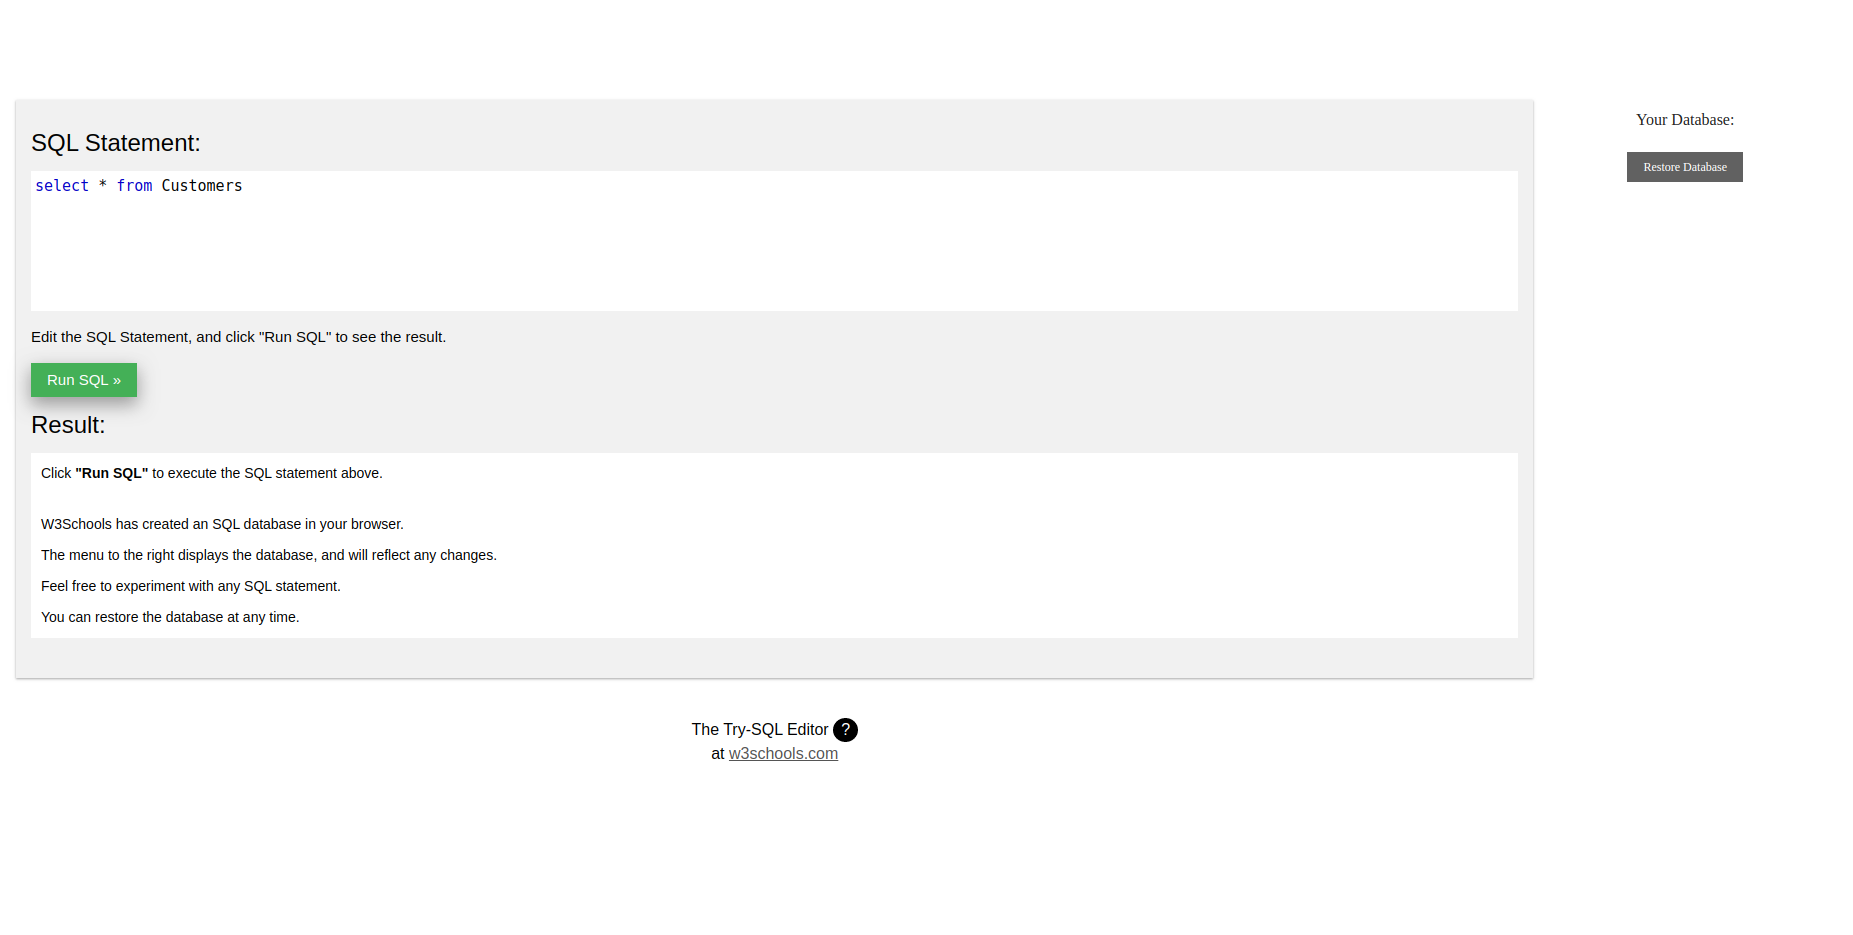 SQL Statement:
select * from Customers
Edit the SQL Statement, and click "Run SQL" to see the result.
Run SQL »
Result:
Click "Run SQL" to execute the SQL statement above.
W3Schools has created an SQL database in your browser.
The menu to the right displays the database, and will reflect any changes.
Feel free to experiment with any SQL statement.
You can restore the database at any time.
The Try-SQL Editor ?
at w3schools.com
Your Database:
Restore Database